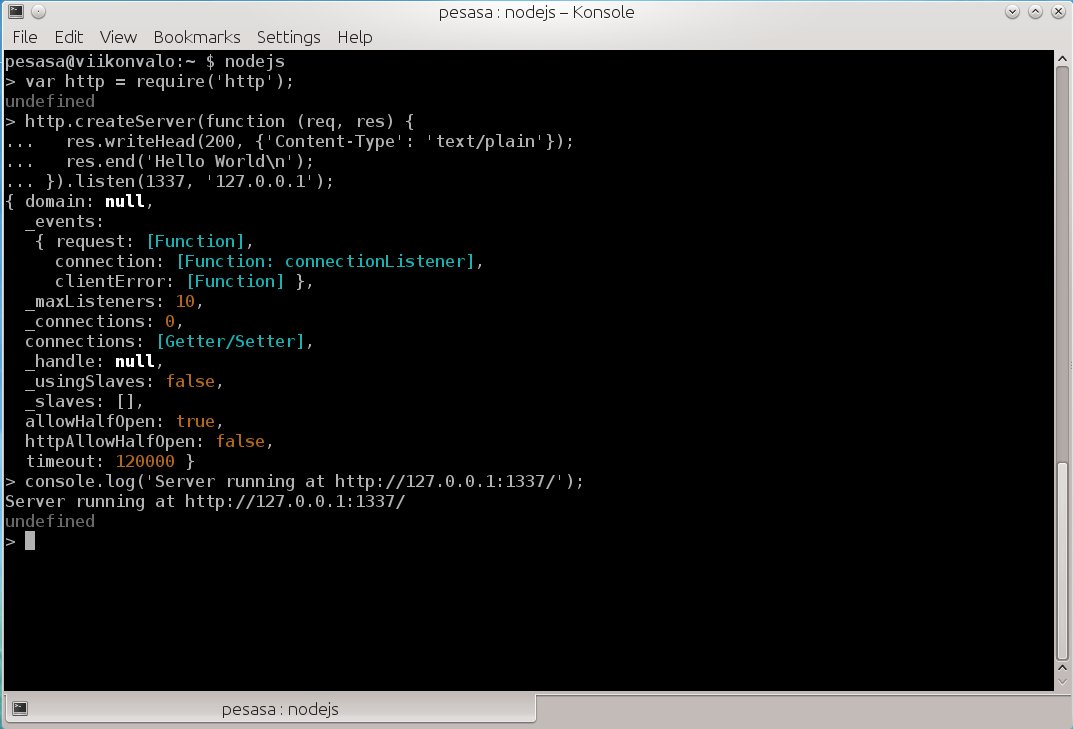 pesasa : nodejs – Konsole
File Edit View Bookmarks Settings Help
pesasa@viikonvalo:~ $ nodejs
> var http = require('http');
undefined
> http.createServer(function (req, res) {
...   res.writeHead(200, {'Content-Type': 'text/plain'});
...   res.end('Hello World\n');
... }).listen(1337, '127.0.0.1');
{ domain: null,
  _events:
   { request: [Function],
     connection: [Function: connectionListener],
     clientError: [Function] },
  _maxListeners: 10,
  _connections: 0,
  connections: [Getter/Setter],
  _handle: null,
  _usingSlaves: false,
  _slaves: [],
  allowHalfOpen: true,
  httpAllowHalfOpen: false,
  timeout: 120000 }
> console.log('Server running at http://127.0.0.1:1337/');
Server running at http://127.0.0.1:1337/
undefined
>
pesasa : nodejs